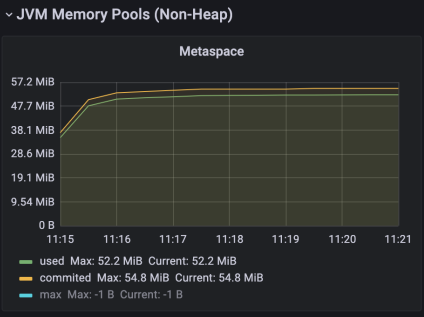 JVM Memory Pools (Non-Heap)
Metaspace
57.2 MiB
47.7 MiB
38.1 MiB
28.6 MiB
19.1 MiB
9.54 MiB
0 B
11:15 11:16 11:17 11:18 11:19 11:20 11:21
used Max: 52.2 MiB Current: 52.2 MiB
commited Max: 54.8 MiB Current: 54.8 MiB
max Max: -1 B Current: -1 B